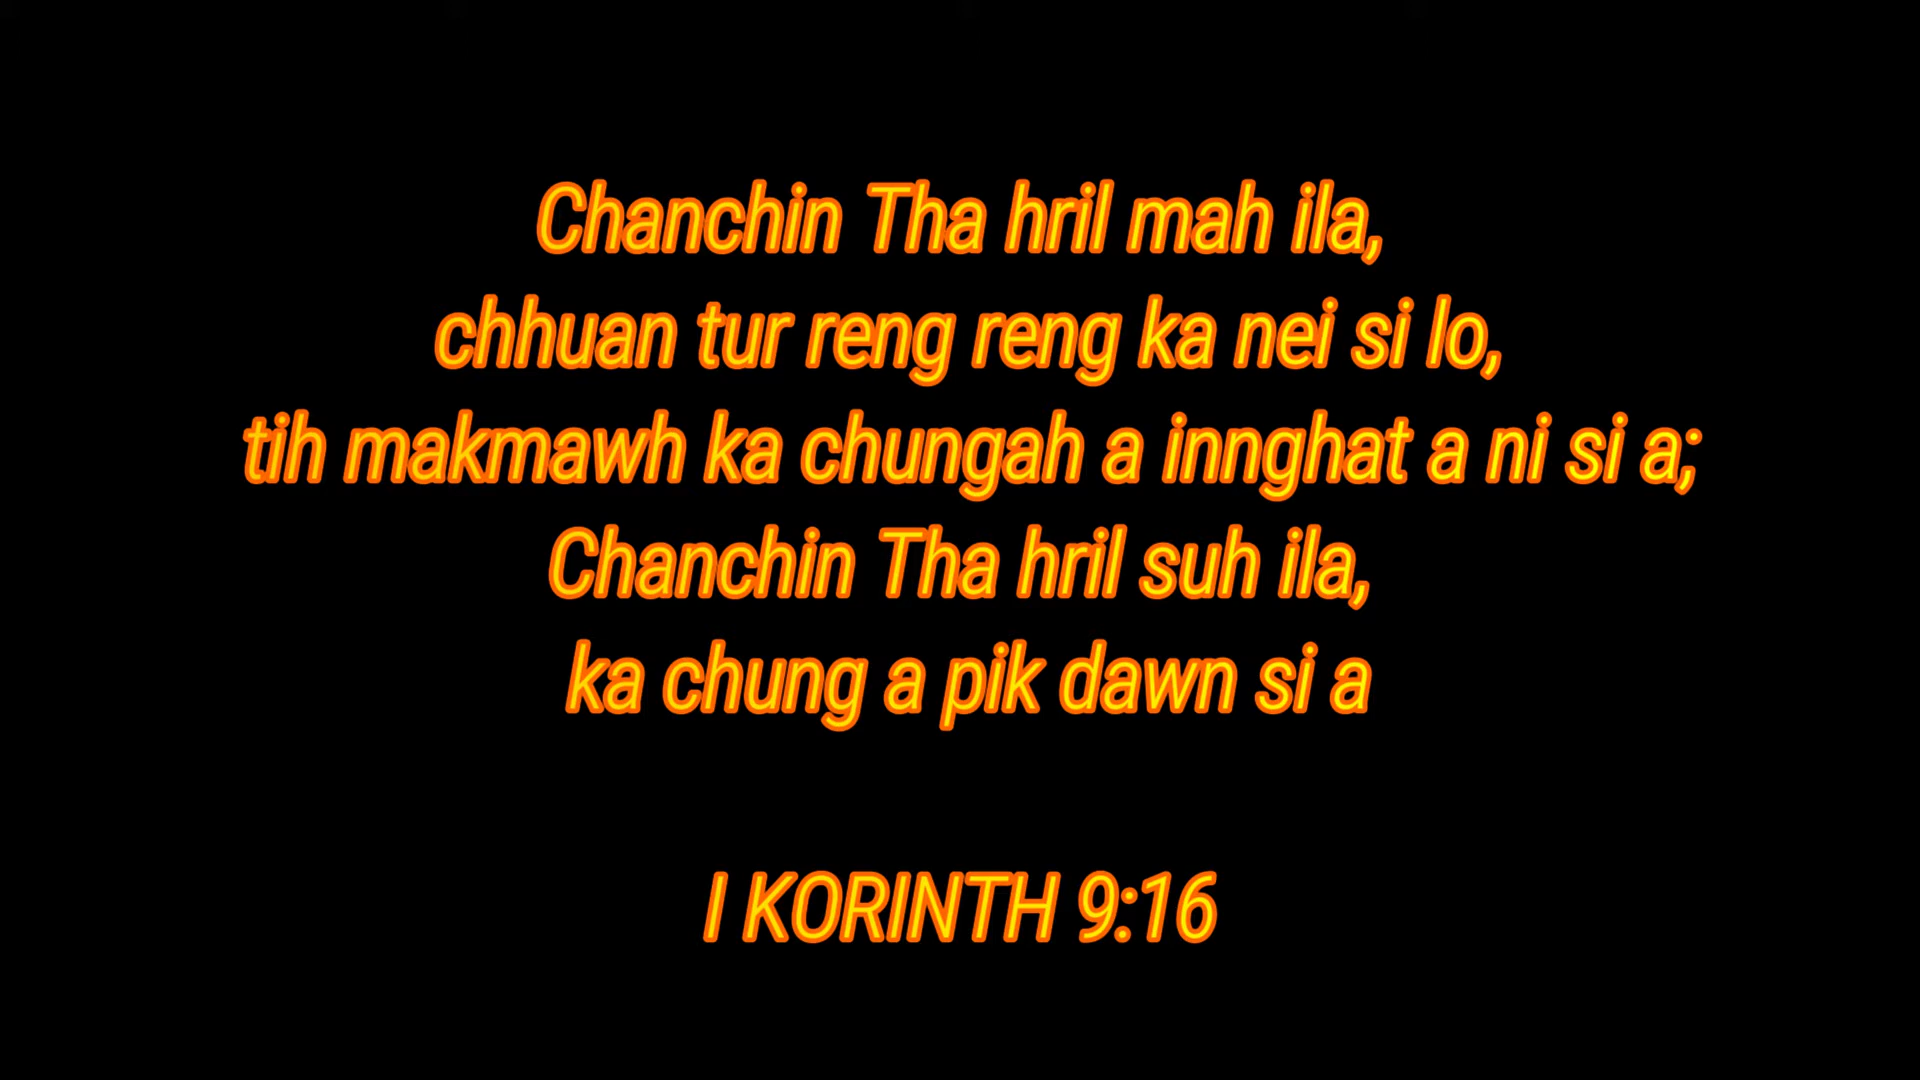 Chanchin Tha hril mah ila,
chhuan tur reng reng ka nei si lo,
tih makmawh ka chungah a innghat a ni si a;
Chanchin Tha hril suh ila,
ka chung a pik dawn si a
I KORINTH 9:16